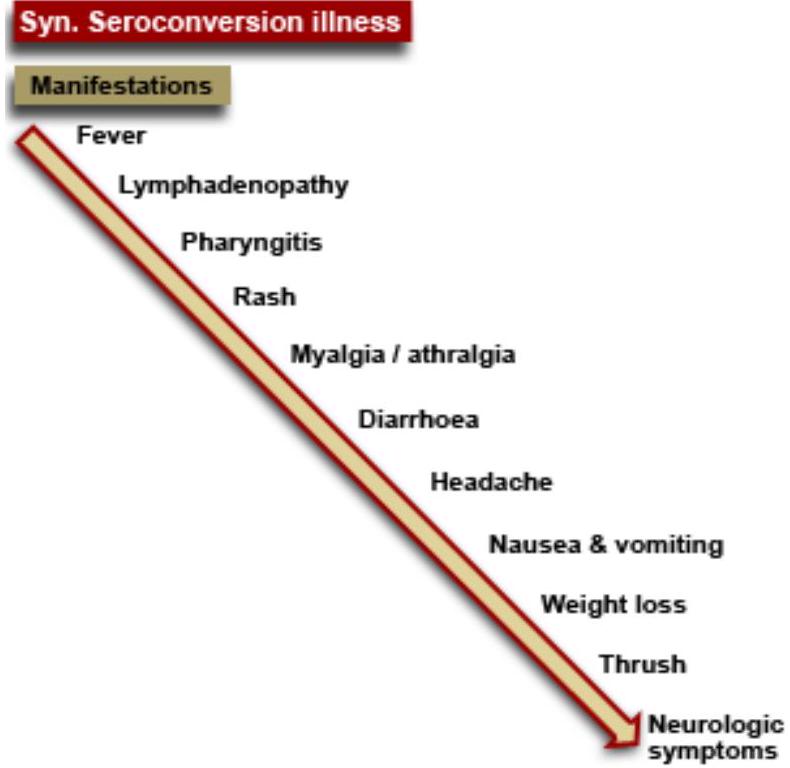 Syn. Seroconversion illness
Manifestations
Fever
Lymphadenopathy
Pharyngitis
Rash
Myalgia / athralgia
Diarrhoea
Headache
Nausea & vomiting
Weight loss
Thrush
Neurologic
symptoms